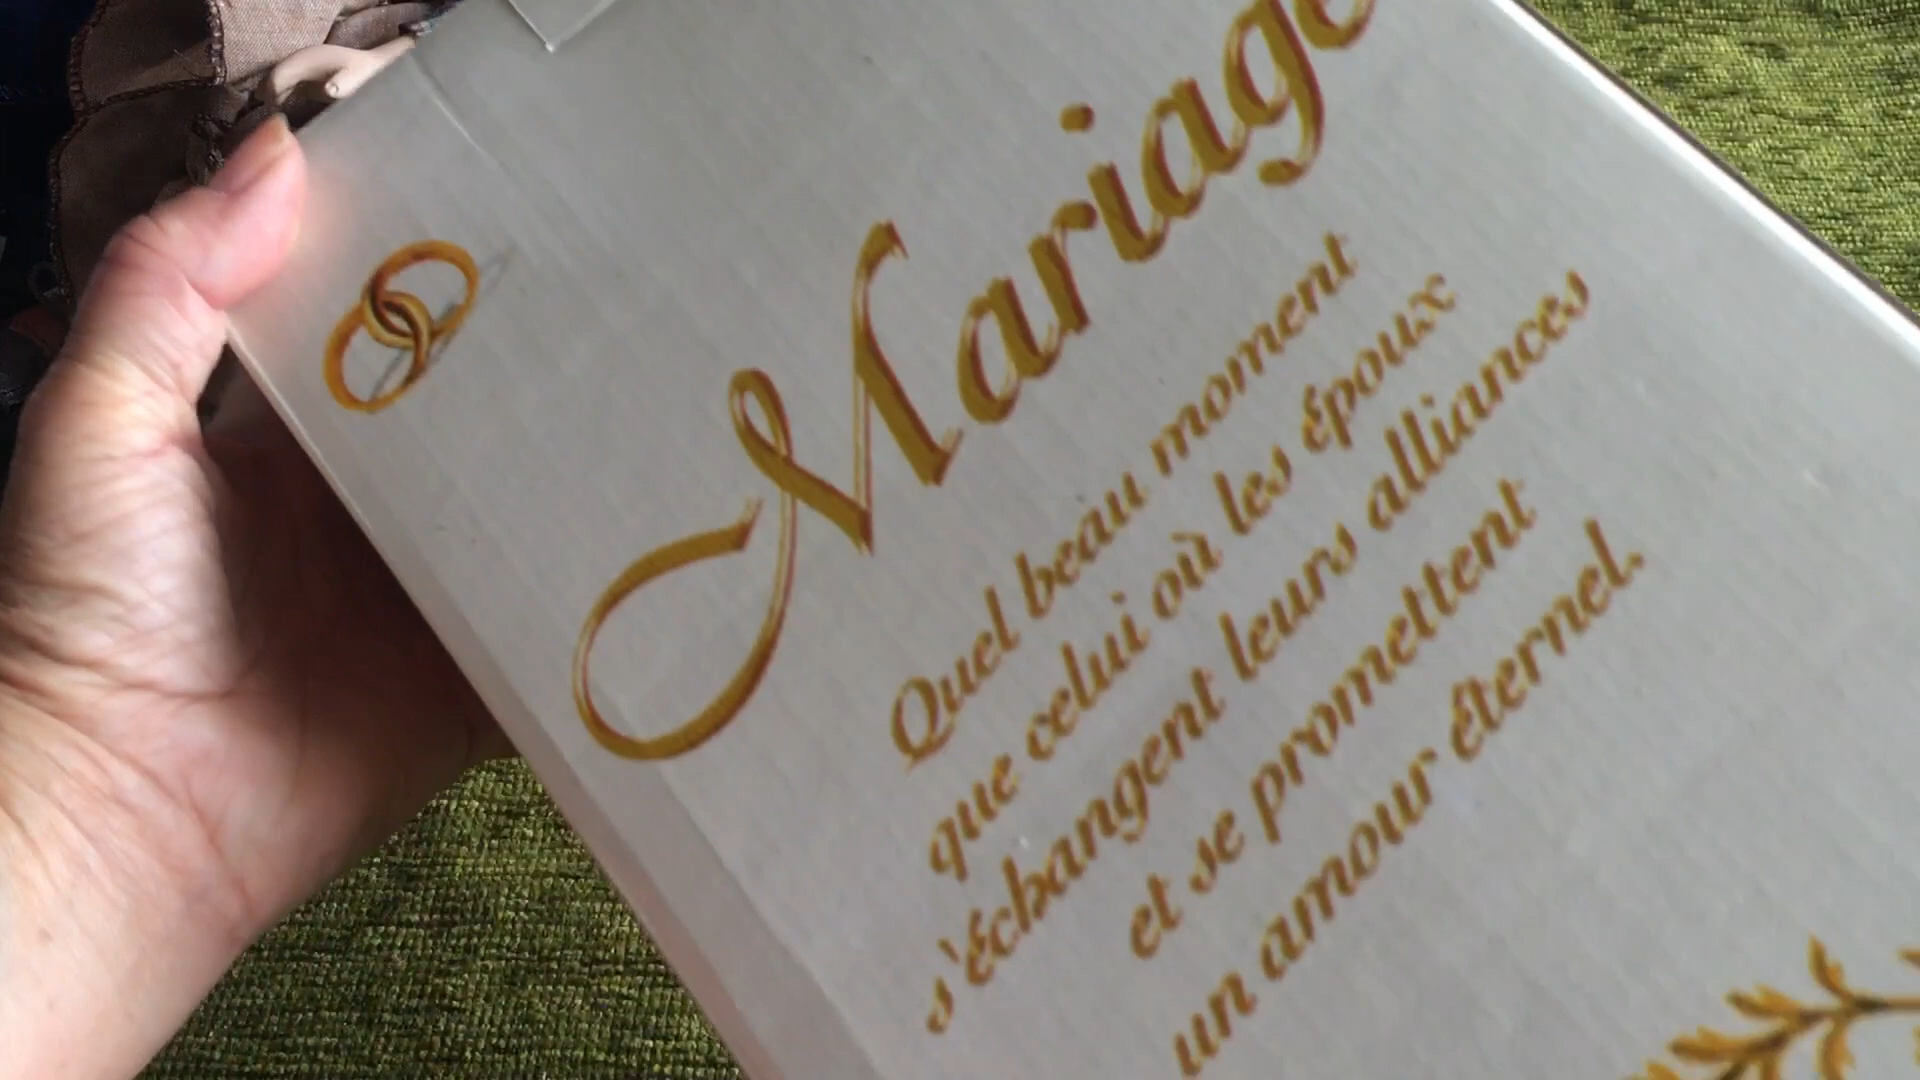 Mariage
Quel beau moment
que celui où les époux
s'échangent leurs alliances
et se promettent
un amour éternel.